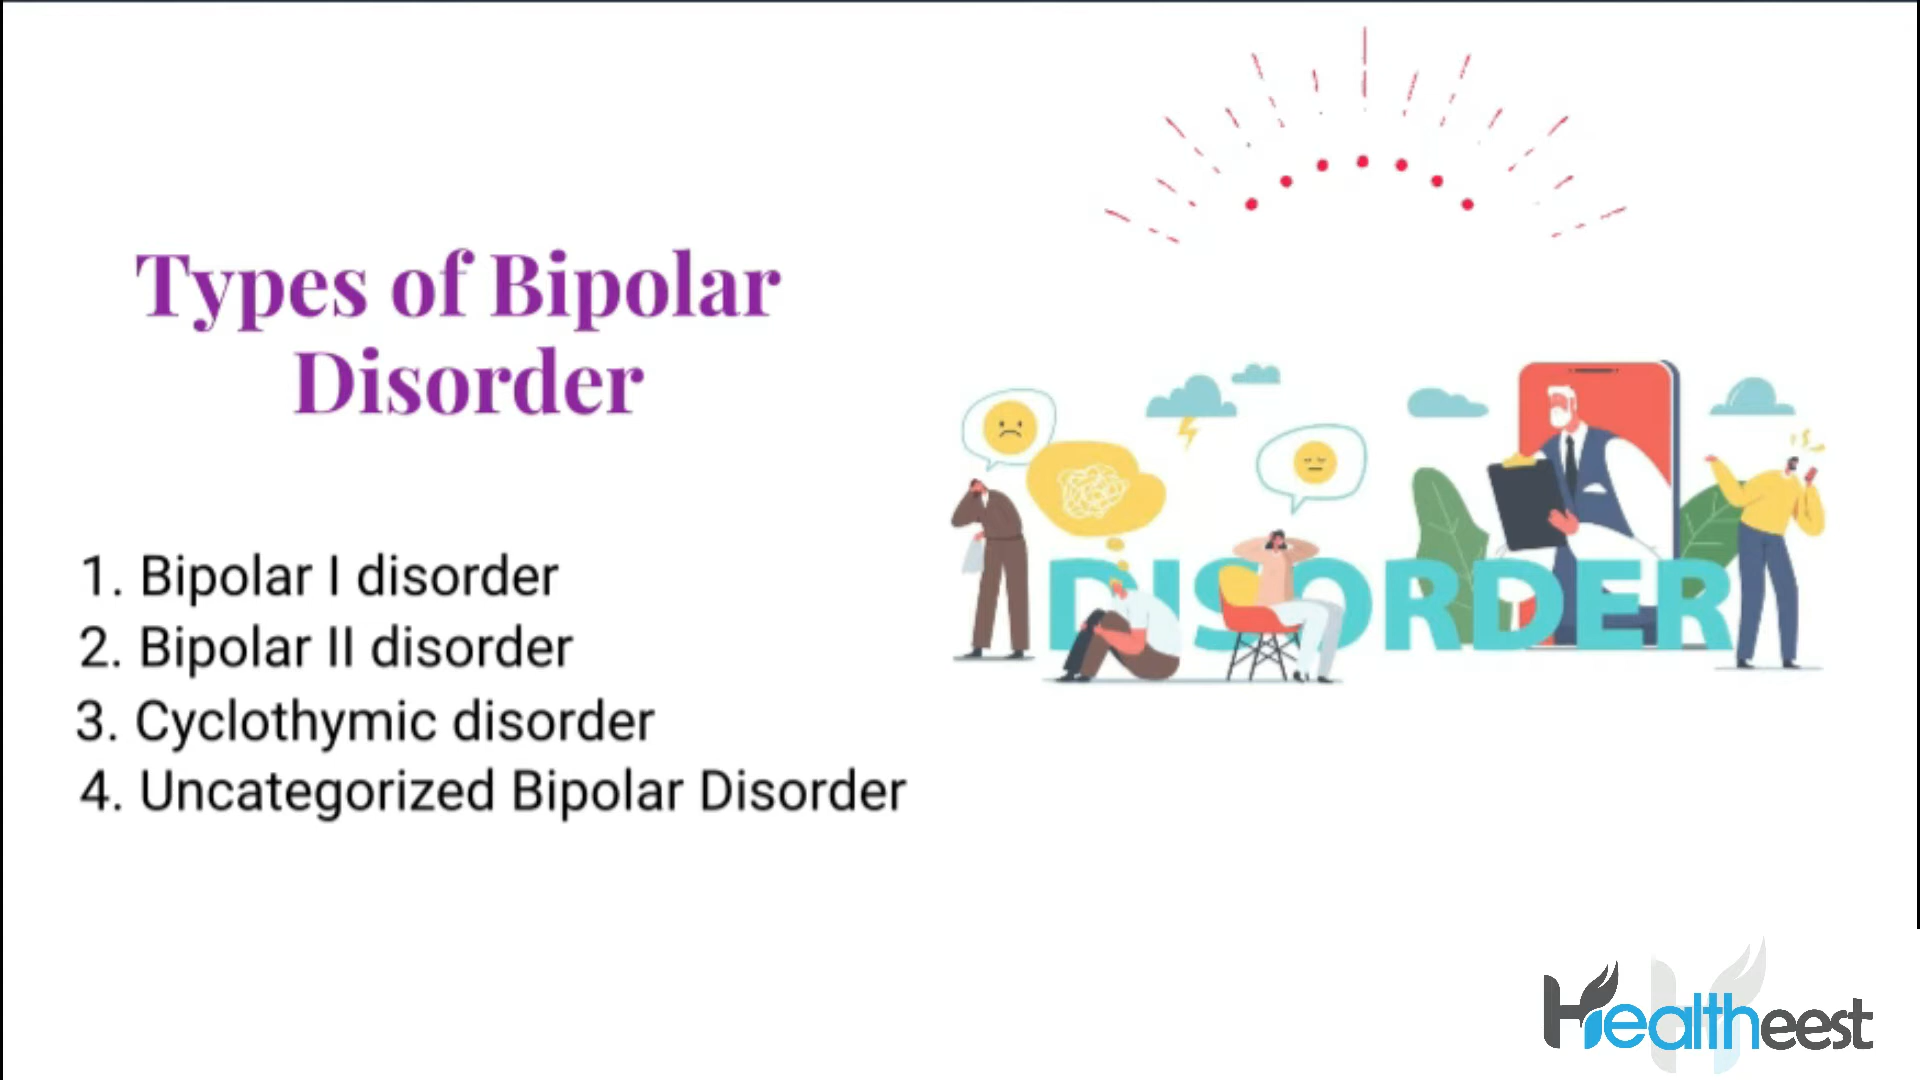 Types of Bipolar
Disorder
1. Bipolar I disorder
2. Bipolar II disorder
3. Cyclothymic disorder
4. Uncategorized Bipolar Disorder
DISORDER
Healtheest